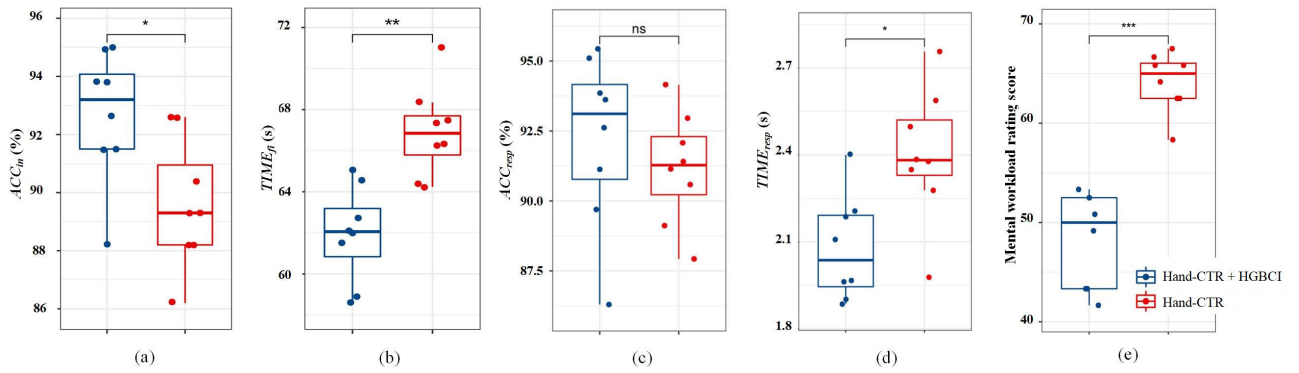 *
96
94
92
90
88
86
ACC_in (%)
(a)
**
72
68
64
60
TIME_fl (s)
(b)
ns
95.0
92.5
90.0
87.5
ACC_resp (%)
(c)
*
2.7
2.4
2.1
1.8
TIME_resp (s)
(d)
***
70
60
50
40
Mental workload rating score
Hand-CTR + HGBCI
Hand-CTR
(e)